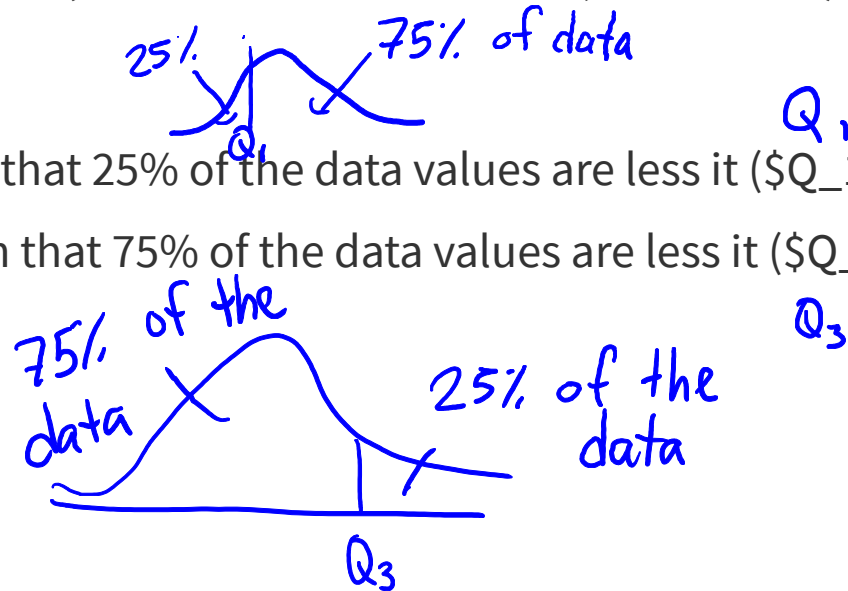 25% 75% of data
Q₁
Q₁
that 25% of the data values are less it ($Q_
that 75% of the data values are less it ($Q_
75% of the
data
Q₃
25% of the
data
Q₃